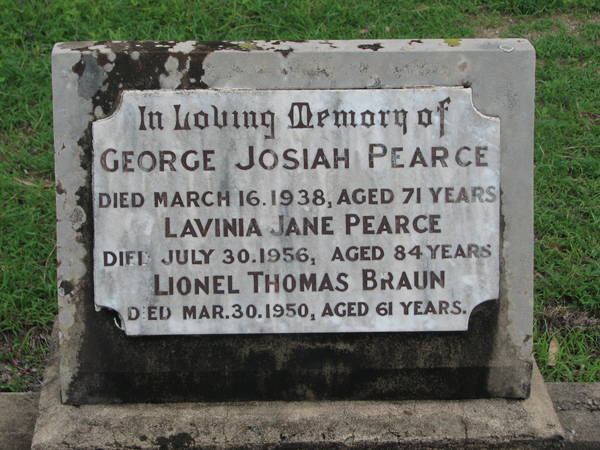 In Loving Memory of
GEORGE JOSIAH PEARCE
DIED MARCH 16.1938, AGED 71 YEARS
LAVINIA JANE PEARCE
DIED JULY 30.1956, AGED 84 YEARS
LIONEL THOMAS BRAUN
DIED MAR.30.1950, AGED 61 YEARS.